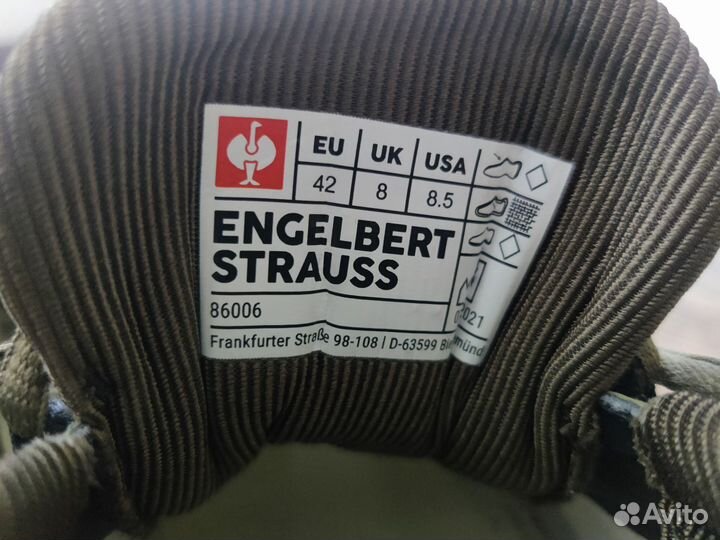 EU UK USA
42 8 8.5
ENGELBERT
STRAUSS
86006
2021
Frankfurter Straße 98-108 | D-63599
Avito